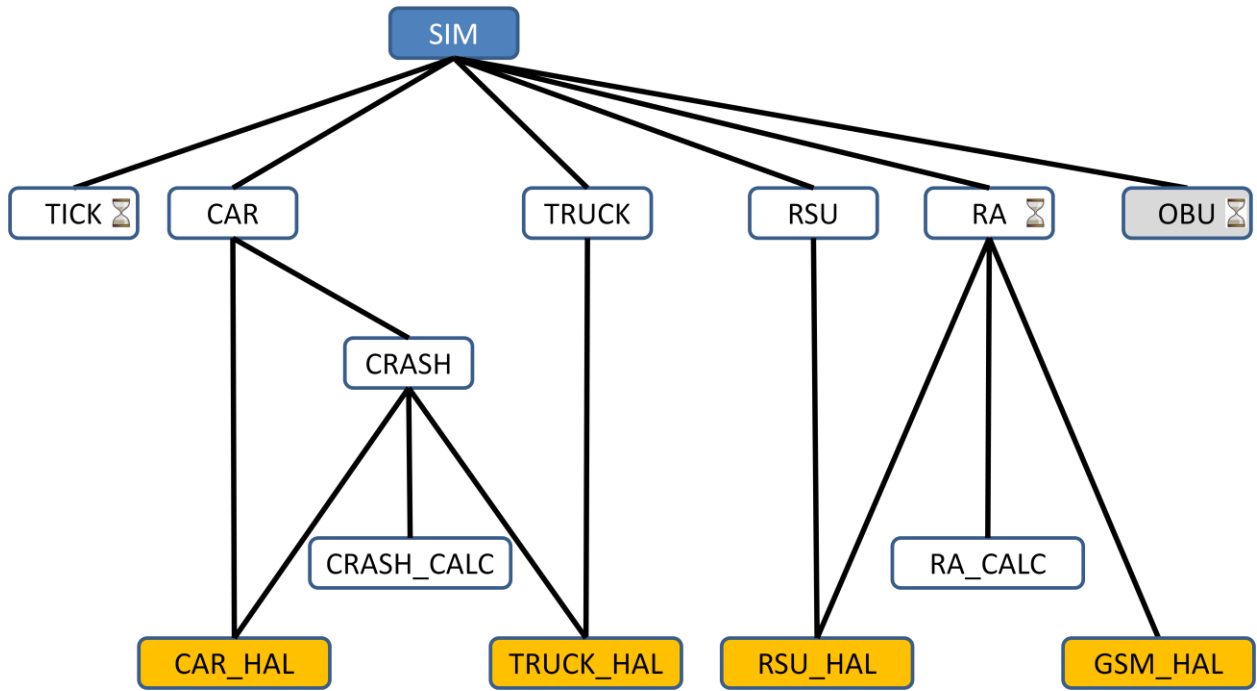 SIM
TICK
CAR
TRUCK
RSU
RA
OBU
CRASH
CRASH_CALC
RA_CALC
CAR_HAL
TRUCK_HAL
RSU_HAL
GSM_HAL